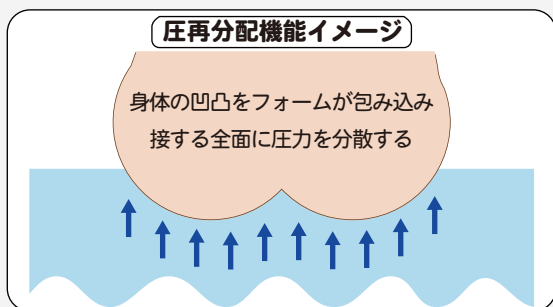 圧再分配機能イメージ
身体の凹凸をフォームが包み込み
接する全面に圧力を分散する